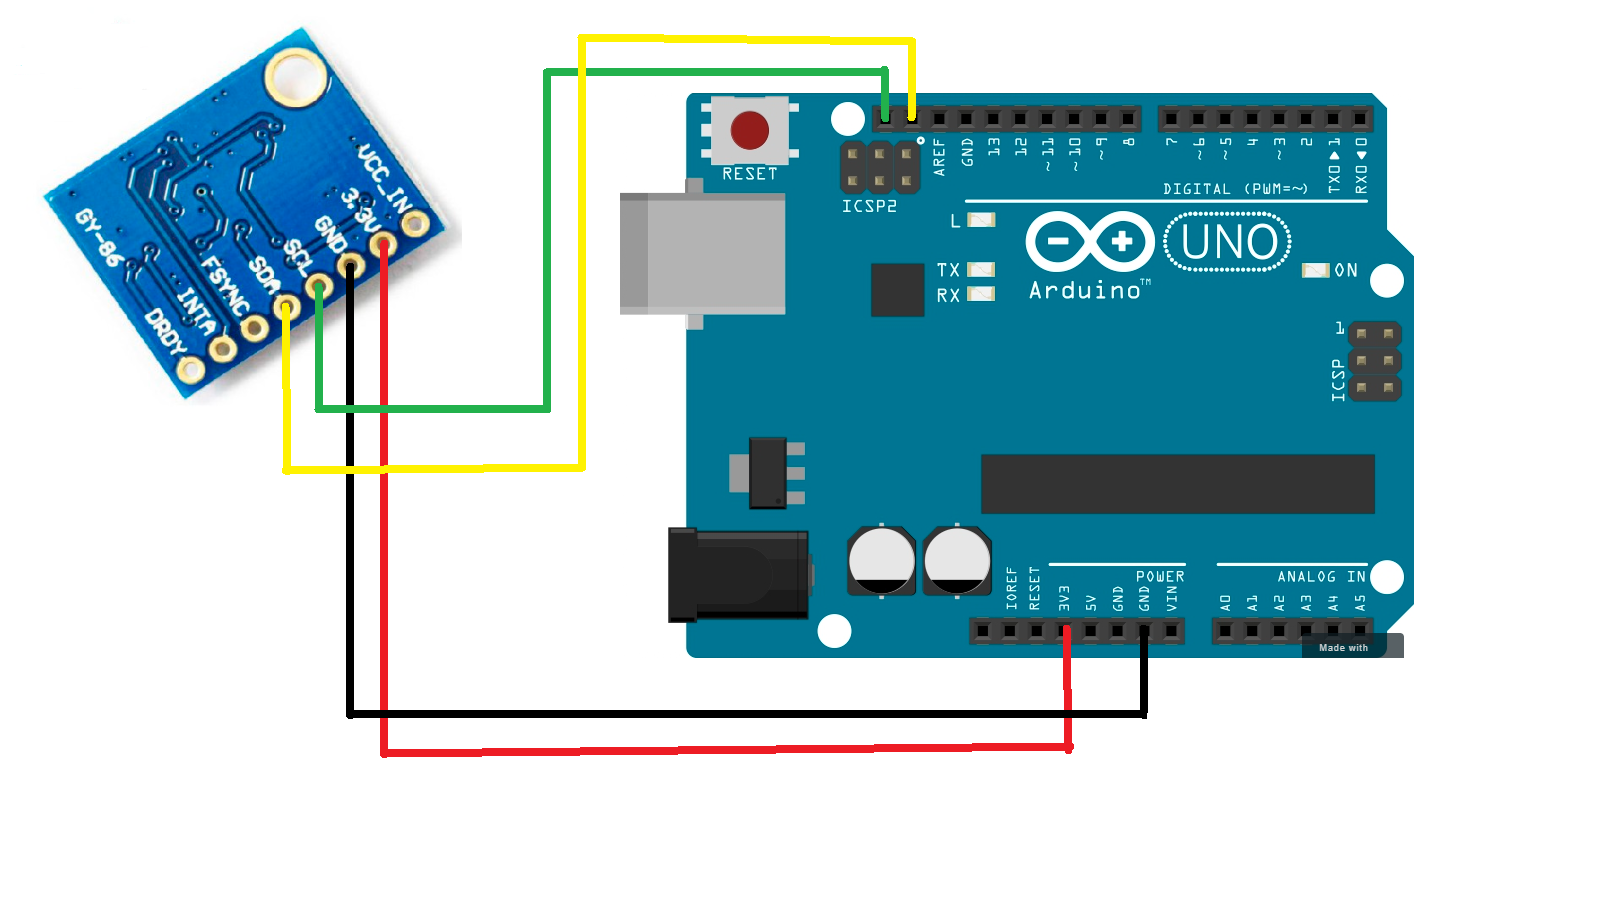 VCC_IN
3.3V
GND
SCL
SDA
FSYNC
INTA
DRDY
GY-86
RESET
ICSP2
AREF
GND
13
12
~11
~10
~9
8
7
~6
~5
4
~3
2
TX0▶1
RX0◀0
DIGITAL (PWM=~)
L
TX
RX
UNO
Arduino™
ON
1
ICSP
IOREF
RESET
3V3
5V
GND
GND
VIN
POWER
ANALOG IN
A0
A1
A2
A3
A4
A5
Made with